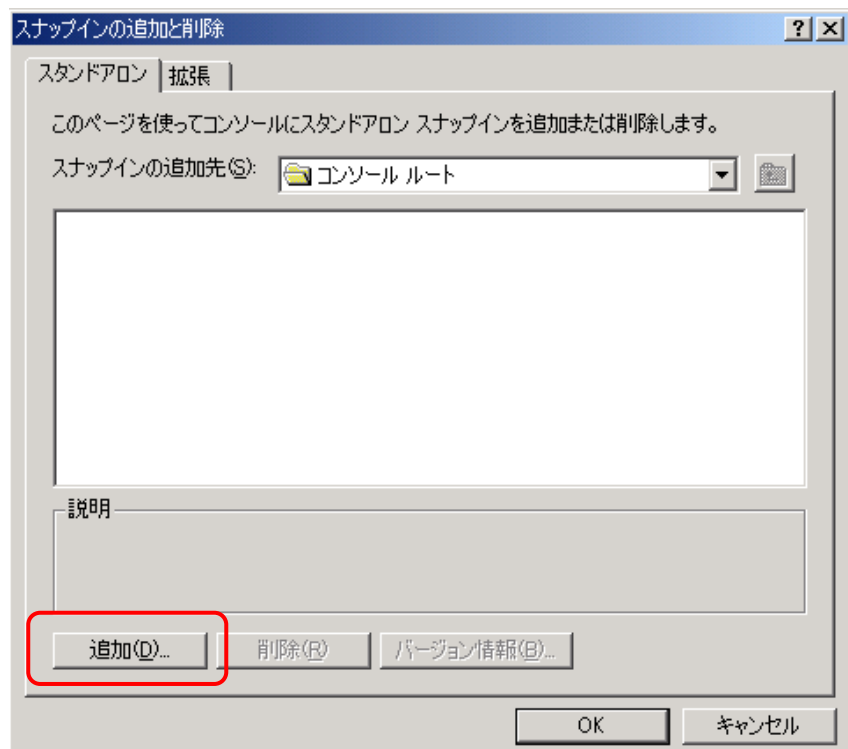 スナップインの追加と削除
スタンドアロン 拡張
このページを使ってコンソールにスタンドアロン スナップインを追加または削除します。
スナップインの追加先(S): コンソール ルート
説明
追加(D)... 削除(R) バージョン情報(B)...
OK キャンセル